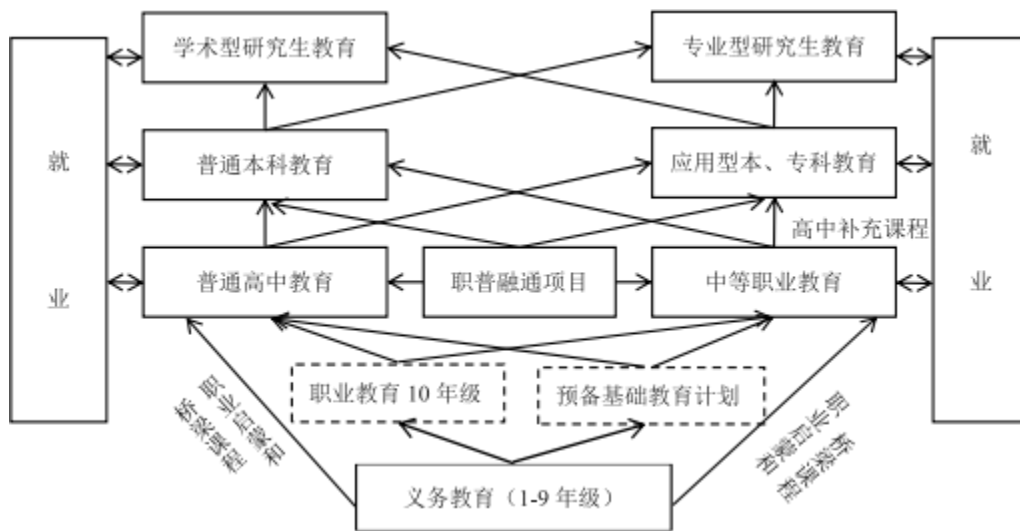 学术型研究生教育
专业型研究生教育
普通本科教育
应用型本、专科教育
就
业
就
业
高中补充课程
普通高中教育
职普融通项目
中等职业教育
职业教育 10 年级
预备基础教育计划
职业启蒙和
桥梁课程
职业启蒙和
桥梁课程
义务教育（1-9 年级）